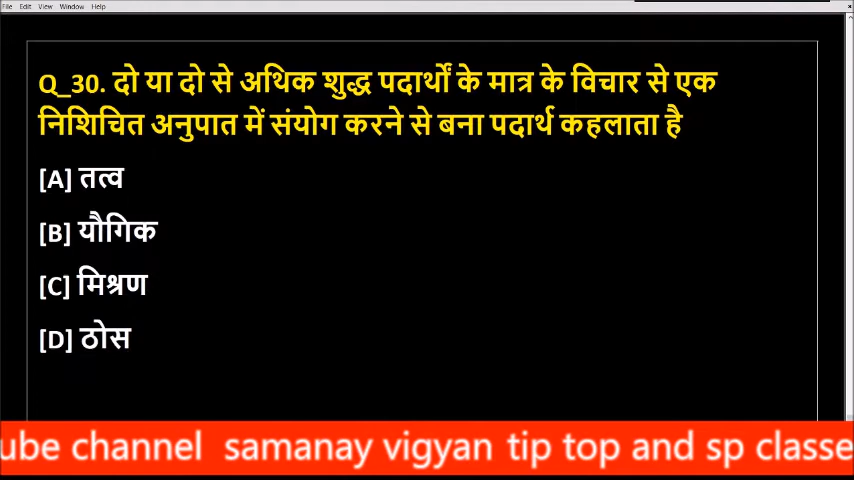 File Edit View Window Help
Q_30. दो या दो से अथिक शुद्ध पदार्थों के मात्र के विचार से एक
निशिचित अनुपात में संयोग करने से बना पदार्थ कहलाता है
[A] तत्व
[B] यौगिक
[C] मिश्रण
[D] ठोस
ube channel samanay vigyan tip top and sp classe